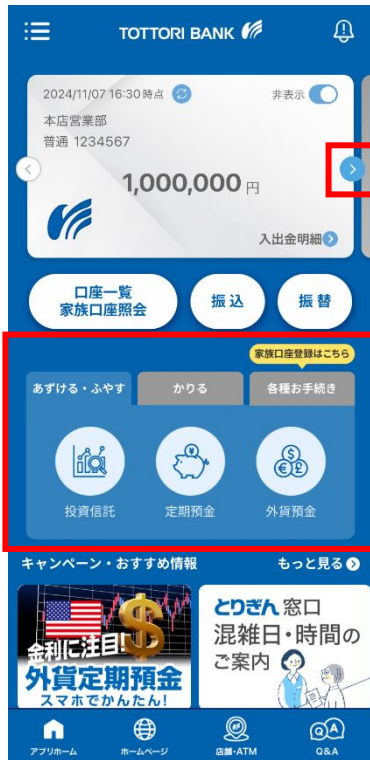 TOTTORI BANK
2024/11/07 16:30時点
非表示
本店営業部
普通 1234567
1,000,000 円
入出金明細
口座一覧
家族口座照会
振込
振替
家族口座登録はこちら
あずける・ふやす
かりる
各種お手続き
投資信託
定期預金
外貨預金
キャンペーン・おすすめ情報
もっと見る
金利に注目!
外貨定期預金
スマホでかんたん!
とりぎん窓口
混雑日・時間の
ご案内
アプリホーム
ホームページ
店舗・ATM
Q&A